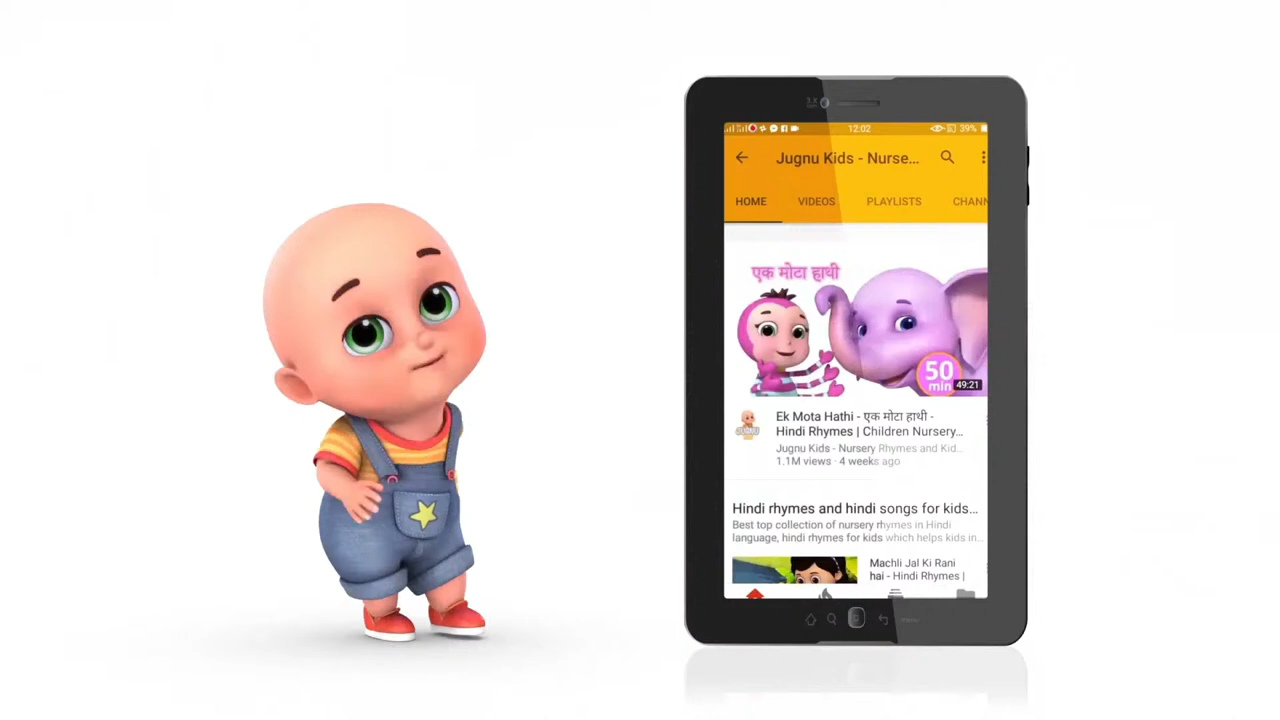 12.02
39%
Jugnu Kids - Nurse...
HOME
VIDEOS
PLAYLISTS
CHANN
एक मोटा हाथी
50
min
49:21
Ek Mota Hathi - एक मोटा हाथी -
Hindi Rhymes | Children Nursery...
Jugnu Kids - Nursery Rhymes and Kid...
1.1M views · 4 weeks ago
Hindi rhymes and hindi songs for kids...
Best top collection of nursery rhymes in Hindi
language, hindi rhymes for kids which helps kids in...
Machli Jal Ki Rani
hai - Hindi Rhymes |